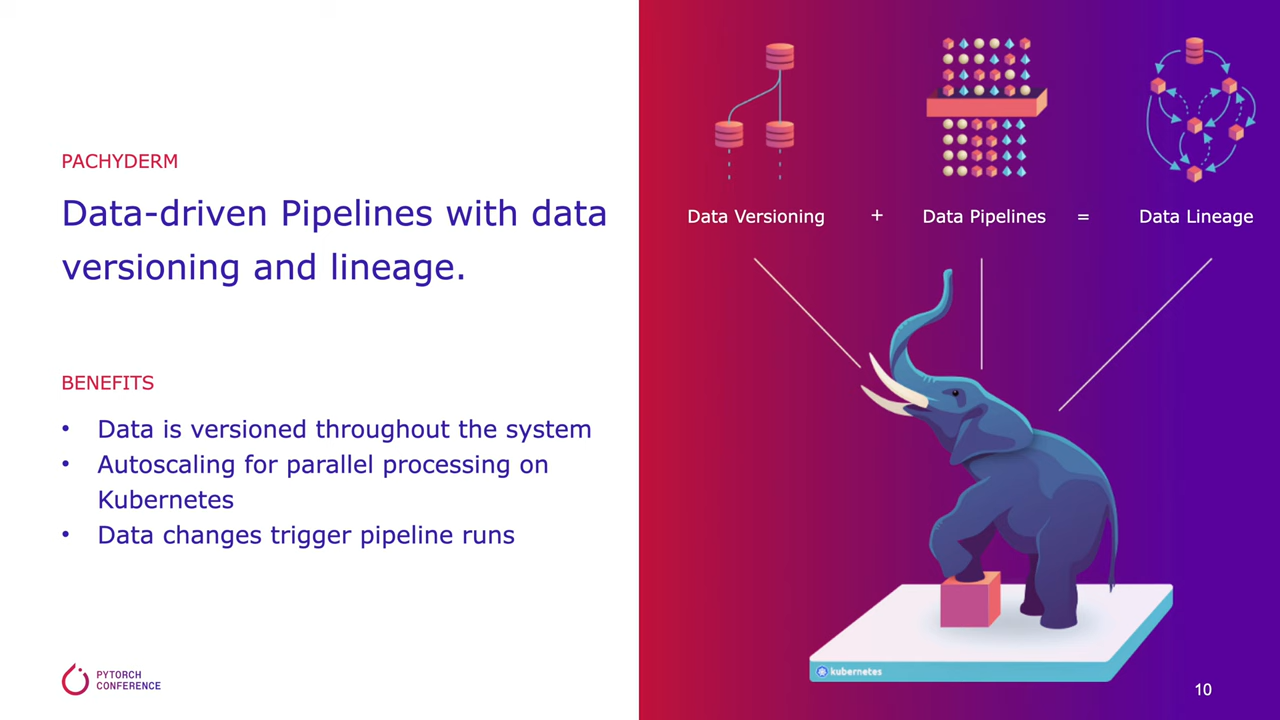 PACHYDERM
Data-driven Pipelines with data
versioning and lineage.
BENEFITS
• Data is versioned throughout the system
• Autoscaling for parallel processing on
Kubernetes
• Data changes trigger pipeline runs
PYTORCH
CONFERENCE
Data Versioning + Data Pipelines = Data Lineage
kubernetes
10